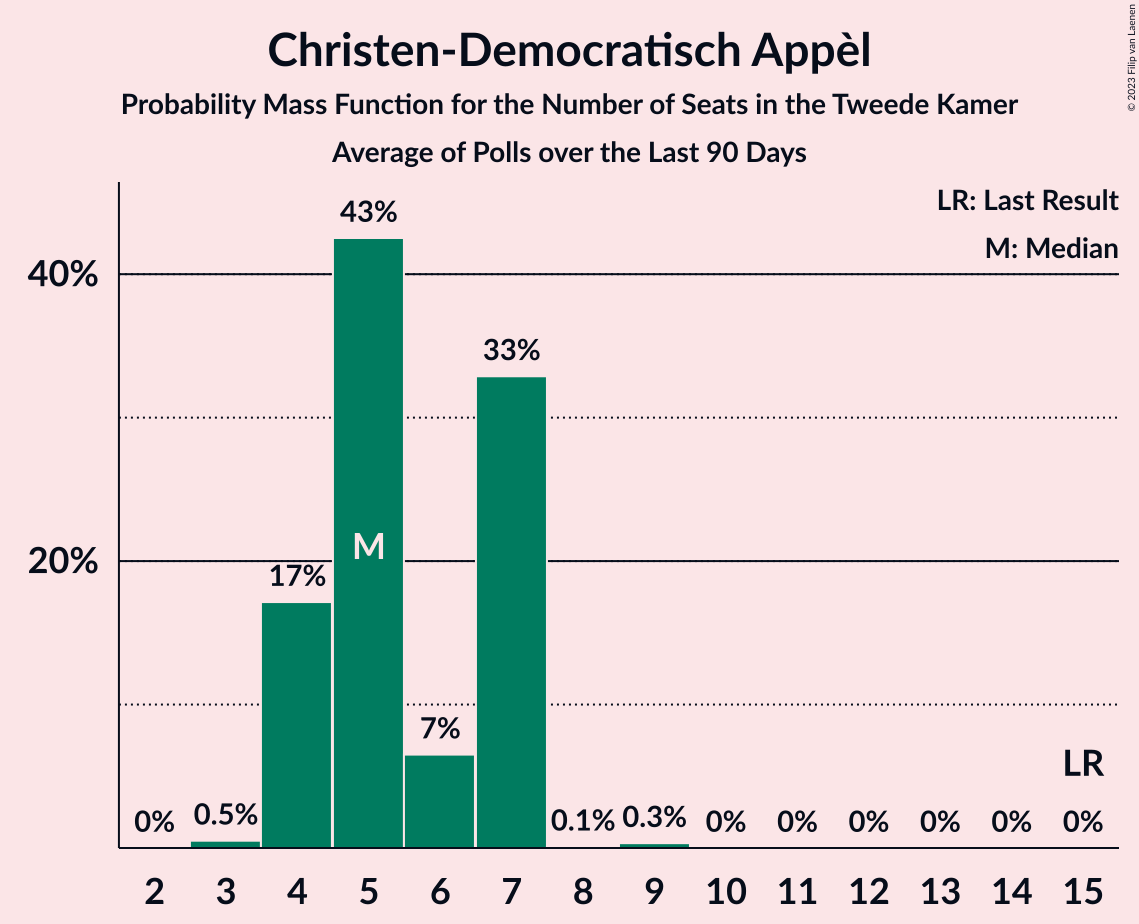 Christen-Democratisch Appèl
Probability Mass Function for the Number of Seats in the Tweede Kamer
Average of Polls over the Last 90 Days
© 2023 Filip van Laenen
LR: Last Result
M: Median
43%
40%
33%
M
20%
17%
7%
LR
0% 0.5% 0.1% 0.3% 0% 0% 0% 0% 0% 0%
2 3 4 5 6 7 8 9 10 11 12 13 14 15